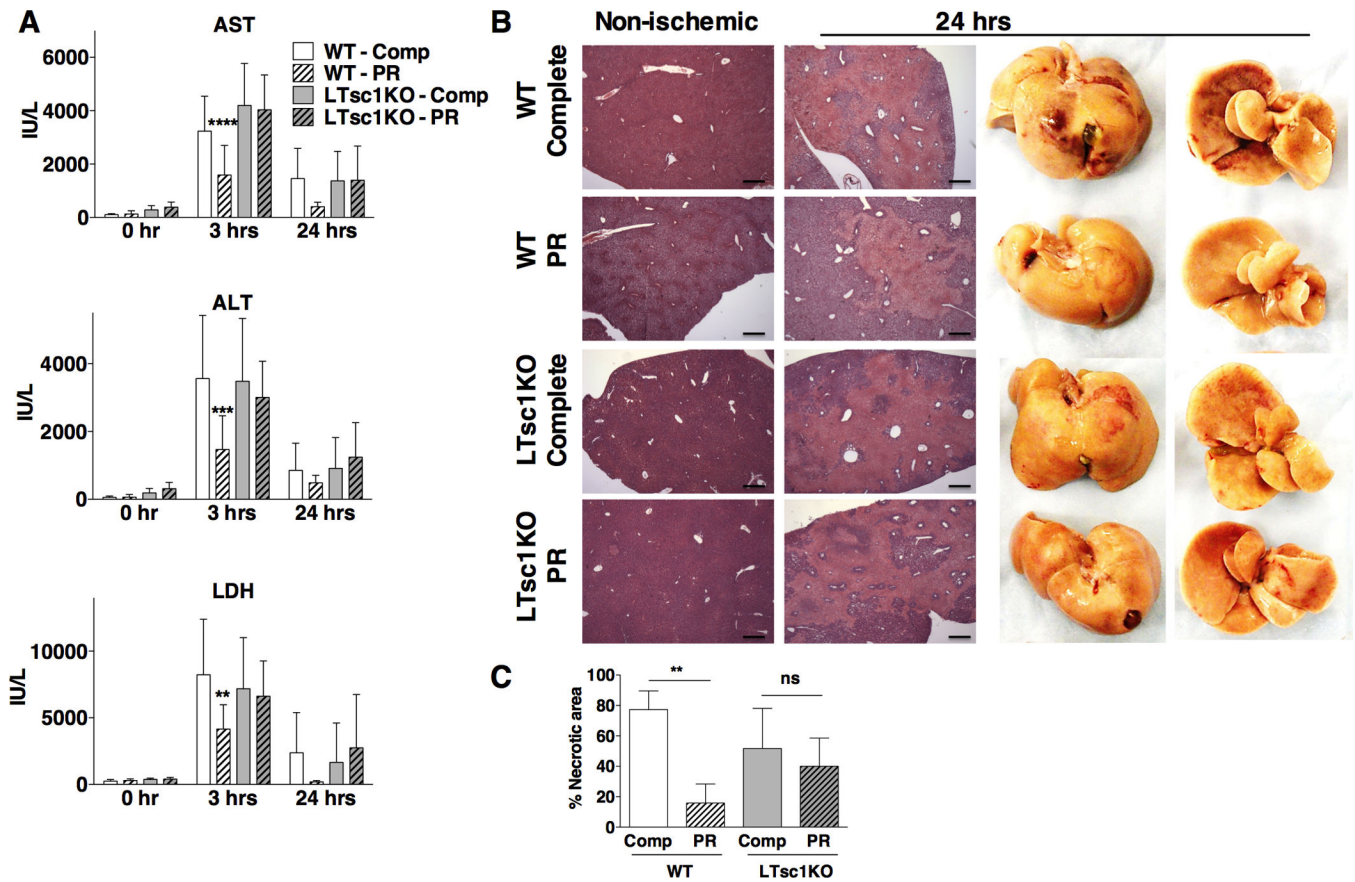 A
AST
6000
4000
2000
0
IU/L
WT - Comp
WT - PR
LTsc1KO - Comp
LTsc1KO - PR
****
0 hr 3 hrs 24 hrs
ALT
4000
2000
0
IU/L
***
0 hr 3 hrs 24 hrs
LDH
10000
5000
0
IU/L
**
0 hr 3 hrs 24 hrs
B
Non-ischemic 24 hrs
WT
Complete
WT
PR
LTsc1KO
Complete
LTsc1KO
PR
C
100
80
60
40
20
0
% Necrotic area
** ns
Comp PR Comp PR
WT LTsc1KO